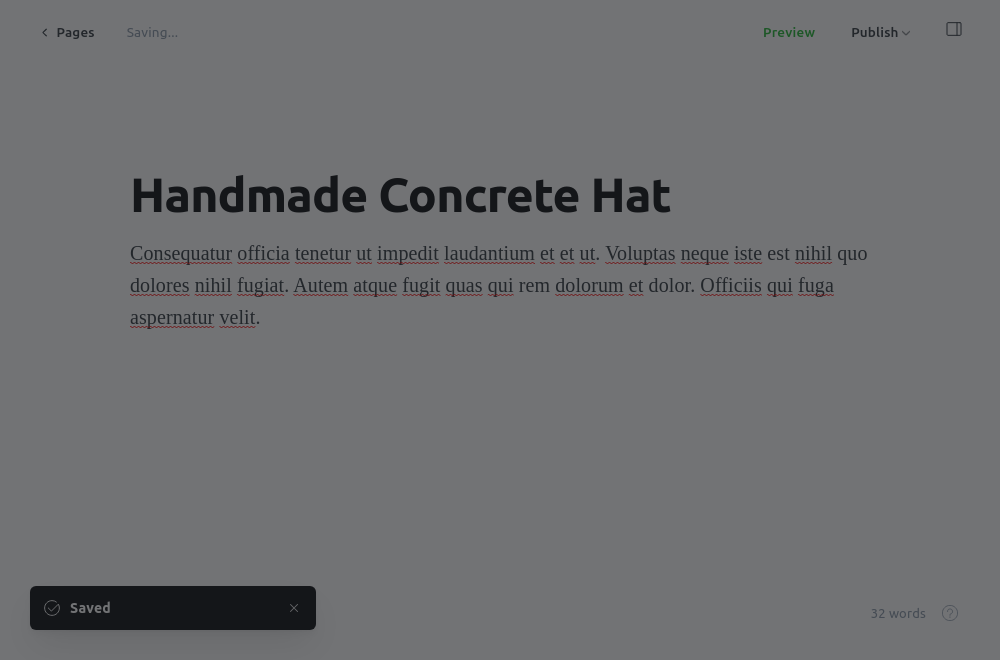 Pages
Saving...
Preview
Publish
Handmade Concrete Hat
Consequatur officia tenetur ut impedit laudantium et et ut. Voluptas neque iste est nihil quo
dolores nihil fugiat. Autem atque fugit quas qui rem dolorum et dolor. Officiis qui fuga
aspernatur velit.
Saved
32 words